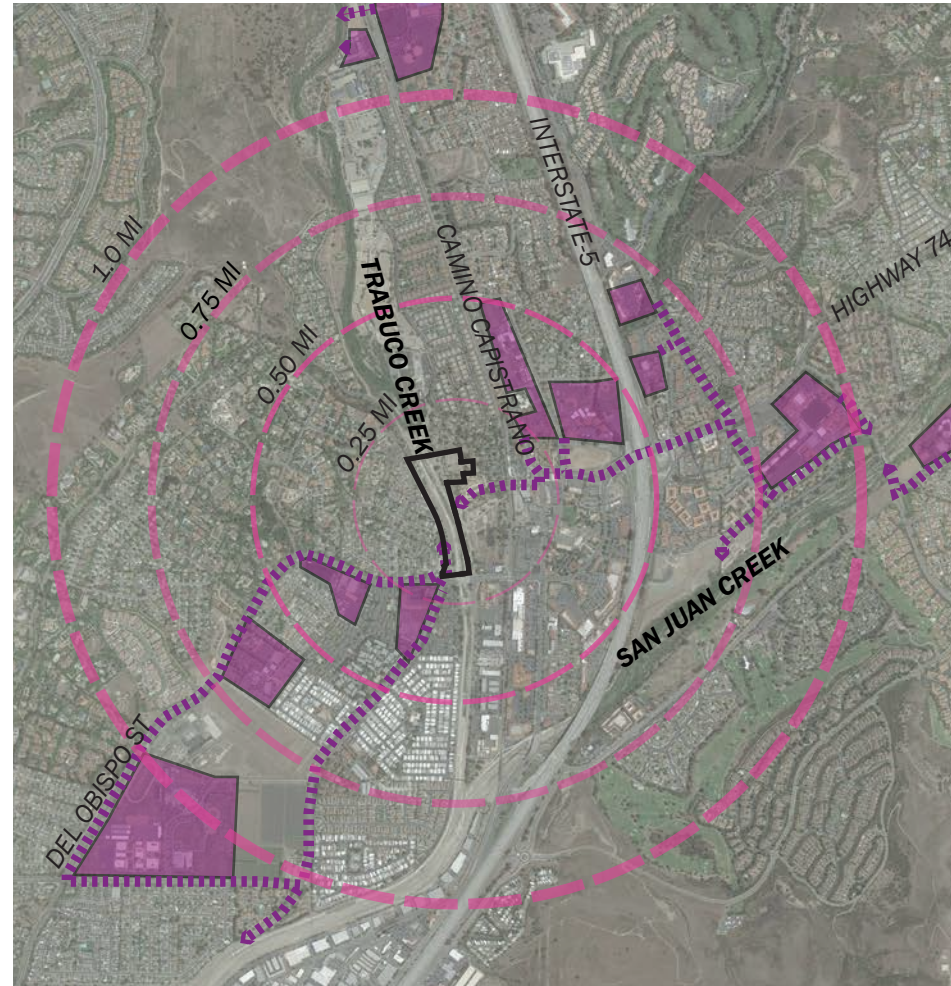 INTERSTATE-5
1.0 MI
CAMINO CAPISTRANO
HIGHWAY 74
0.75 MI
TRABUCO CREEK
0.50 MI
0.25 MI
SAN JUAN CREEK
DEL OBISPO ST